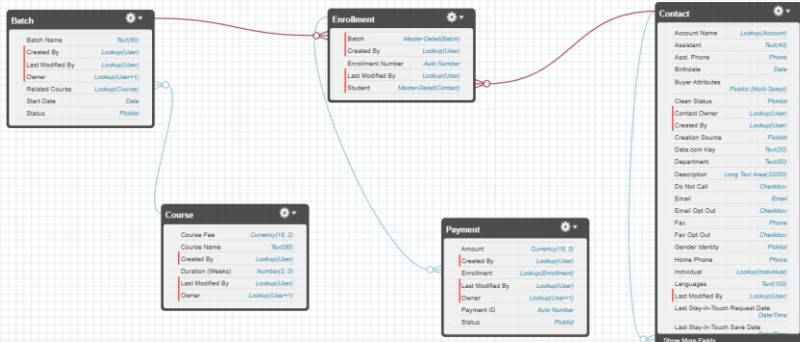 Batch
Batch Name Text(80)
Created By Lookup(User)
Last Modified By Lookup(User)
Owner Lookup(User+1)
Related Course Lookup(Course)
Start Date Date
Status Picklist
Enrollment
Batch Master-Detail(Batch)
Created By Lookup(User)
Enrollment Number Auto Number
Last Modified By Lookup(User)
Student Master-Detail(Contact)
Contact
Account Name Lookup(Account)
Assistant Text(40)
Asst. Phone Phone
Birthdate Date
Buyer Attributes
Picklist (Multi-Select)
Clean Status Picklist
Contact Owner Lookup(User)
Created By Lookup(User)
Creation Source Picklist
Data.com Key Text(20)
Department Text(80)
Description Long Text Area(32000)
Do Not Call Checkbox
Email Email
Email Opt Out Checkbox
Fax Phone
Fax Opt Out Checkbox
Gender Identity Picklist
Home Phone Phone
Individual Lookup(Individual)
Languages Text(100)
Last Modified By Lookup(User)
Last Stay-in-Touch Request Date
Date/Time
Last Stay-in-Touch Save Date
Date/Time
Show More Fields
Course
Course Fee Currency(16, 2)
Course Name Text(80)
Created By Lookup(User)
Duration (Weeks) Number(2, 0)
Last Modified By Lookup(User)
Owner Lookup(User+1)
Payment
Amount Currency(18, 0)
Created By Lookup(User)
Enrollment Lookup(Enrollment)
Last Modified By Lookup(User)
Owner Lookup(User+1)
Payment ID Auto Number
Status Picklist